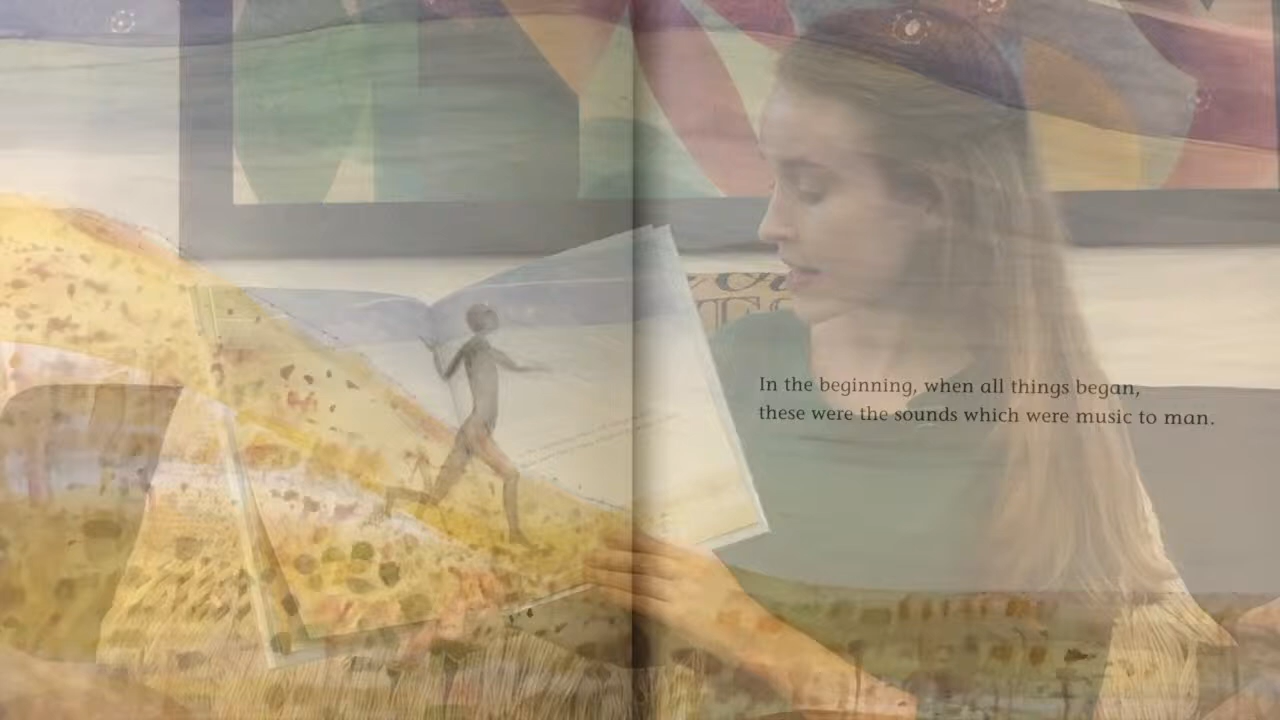 In the beginning, when all things began,
these were the sounds which were music to man.